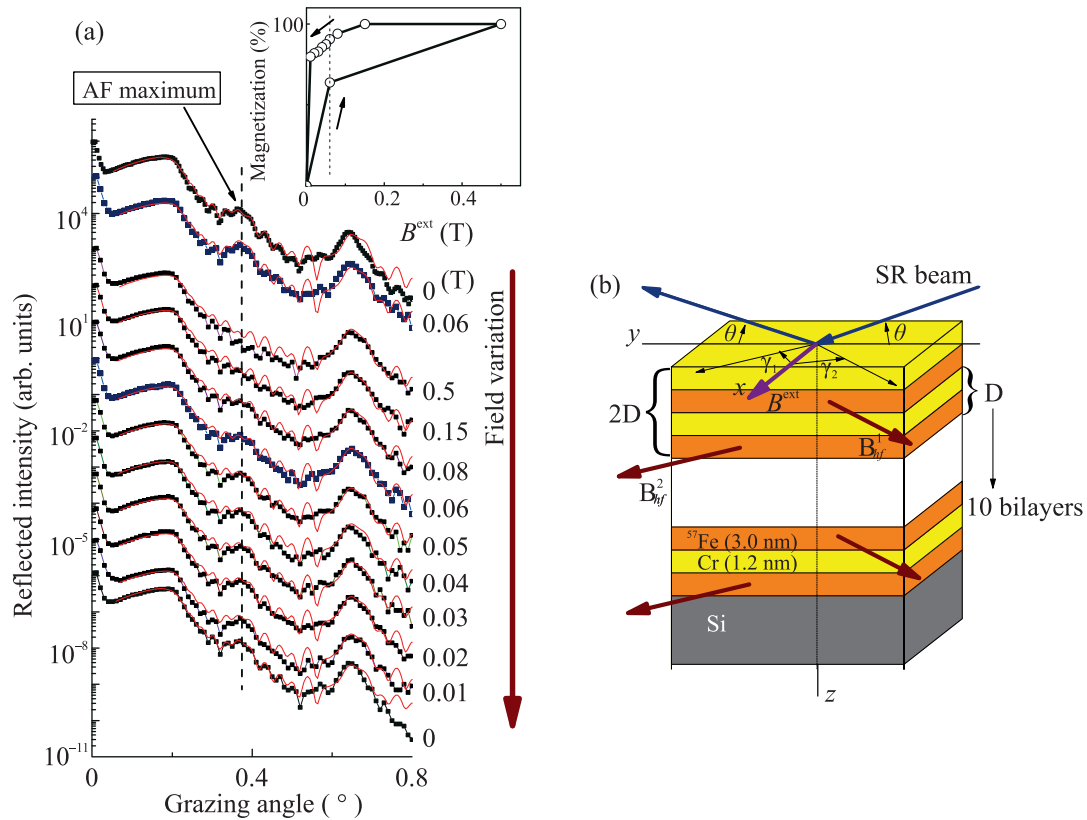 (a)
100
Magnetization (%)
0
0.2
0.4
B^ext (T)
AF maximum
Reflected intensity (arb. units)
10^4
10^1
10^-2
10^-5
10^-8
10^-11
0
0.4
0.8
Grazing angle (°)
0 (T)
0.06
0.5
0.15
0.08
0.06
0.05
0.04
0.03
0.02
0.01
0
Field variation
(b)
SR beam
y
θ
θ
γ1
γ2
x
B^ext
2D
D
B^1_hf
B^2_hf
10 bilayers
57Fe (3.0 nm)
Cr (1.2 nm)
Si
z